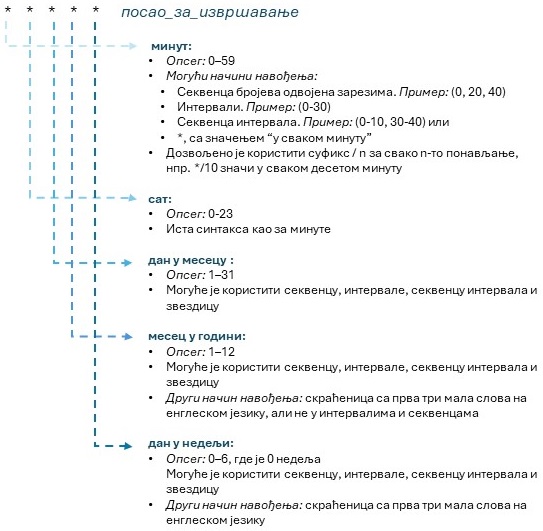 * * * * * посао_за_извршавање
минут:
• Опсег: 0–59
• Могући начини навођења:
• Секвенца бројева одвојена зарезима. Пример: (0, 20, 40)
• Интервали. Пример: (0-30)
• Секвенца интервала. Пример: (0-10, 30-40) или
• *, са значењем “у сваком минуту”
• Дозвољено је користити суфикс / n за свако n-то понављање,
нпр. */10 значи у сваком десетом минуту
сат:
• Опсег: 0-23
• Иста синтакса као за минуте
дан у месецу :
• Опсег: 1–31
• Могуће је користити секвенцу, интервале, секвенцу интервала и
звездицу
месец у години:
• Опсег: 1–12
• Могуће је користити секвенцу, интервале, секвенцу интервала и
звездицу
• Други начин навођења: скраћеница са прва три мала слова на
енглеском језику, али не у интервалима и секвенцама
дан у недељи:
• Опсег: 0–6, где је 0 недеља
Могуће је користити секвенцу, интервале, секвенцу интервала и
звездицу
• Други начин навођења: скраћеница са прва три мала слова на
енглеском језику